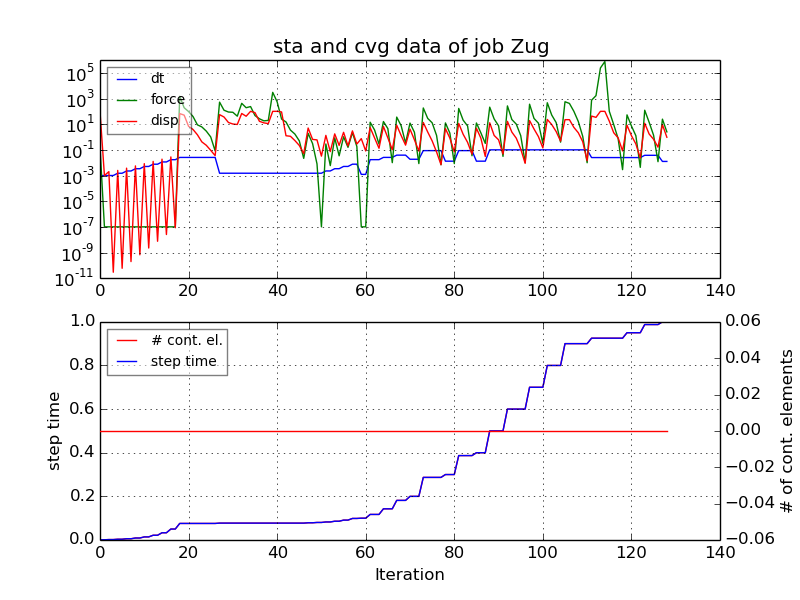 sta and cvg data of job Zug
10^5
10^3
10^1
10^-1
10^-3
10^-5
10^-7
10^-9
10^-11
dt
force
disp
0 20 40 60 80 100 120 140
1.0
0.8
0.6
0.4
0.2
0.0
step time
# cont. el.
step time
0.06
0.04
0.02
0.00
−0.02
−0.04
−0.06
# of cont. elements
0 20 40 60 80 100 120 140
Iteration